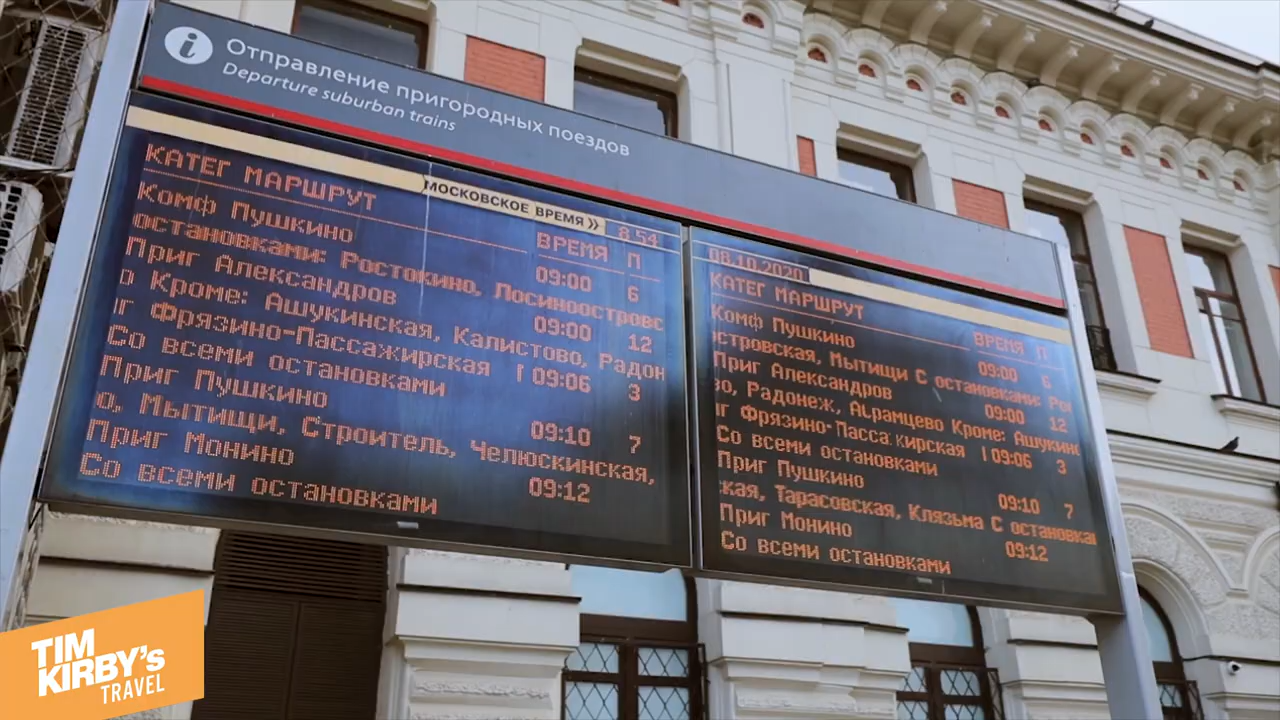 i
Отправление пригородных поездов
Departure suburban trains
МОСКОВСКОЕ ВРЕМЯ » 8.54
КАТЕГ МАРШРУТ ВРЕМЯ П
Комф Пушкино 09:00 6
остановками: Ростокино, Лосиноостровс
Приг Александров 09:00 12
о Кроме: Ашукинская, Калистово, Радон
иг Фрязино-Пассажирская Г 09:06 3
Со всеми остановками
Приг Пушкино 09:10 7
о, Мытищи, Строитель, Челюскинская,
Приг Монино 09:12
Со всеми остановками
08.10.2020
КАТЕГ МАРШРУТ ВРЕМЯ П
Комф Пушкино 09:00 6
стровская, Мытищи С остановками: Рос
Приг Александров 09:00 12
во, Радонеж, Абрамцево Кроме: Ашукинс
иг Фрязино-Пассажирская 09:06 3
Со всеми остановками
Приг Пушкино 09:10 7
кая, Тарасовская, Клязьма С остановкам
Приг Монино 09:12
Со всеми остановками
TIM
KIRBY'S
TRAVEL